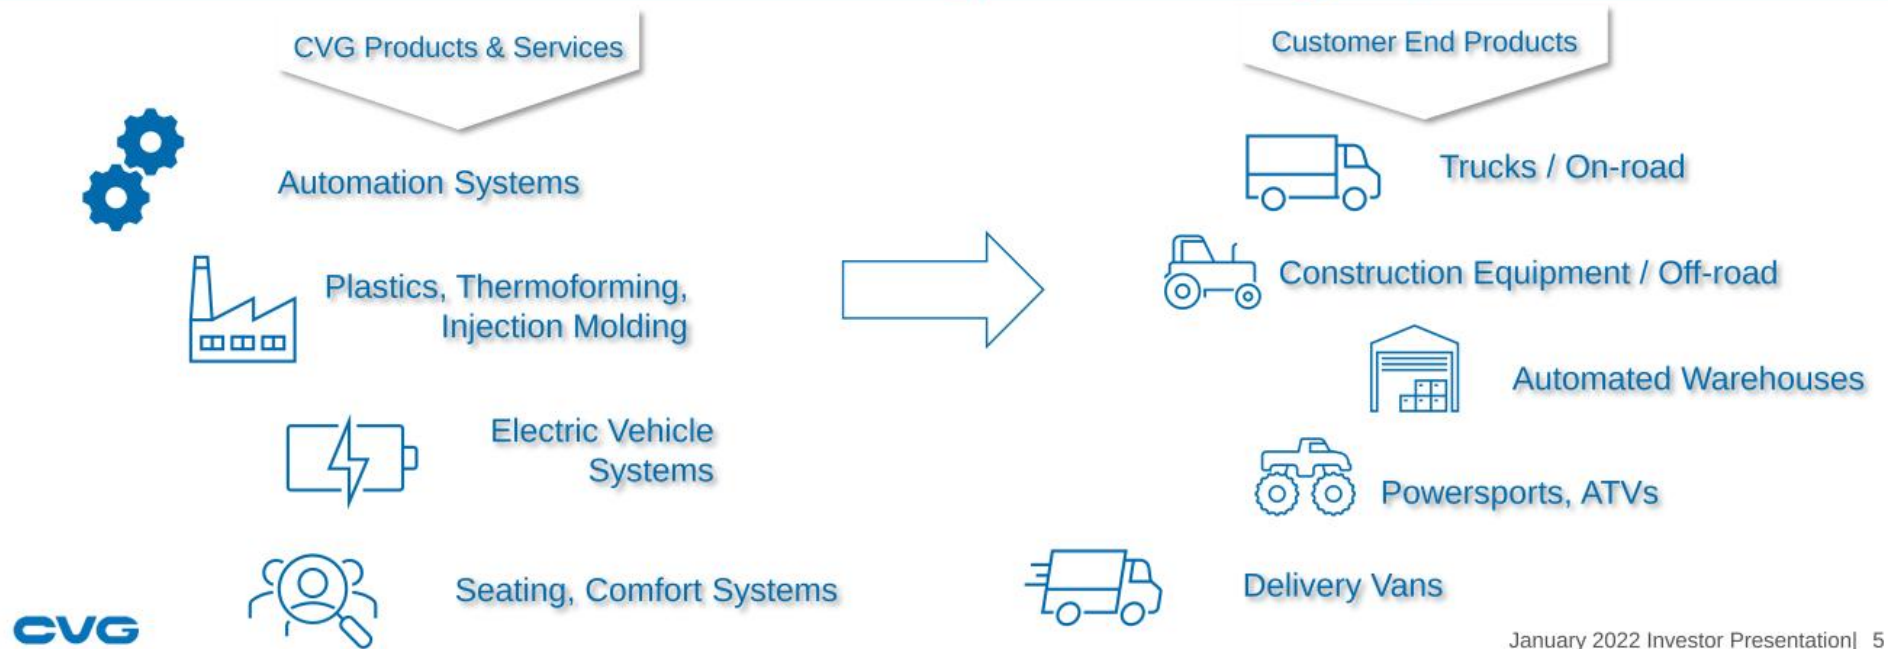 CVG Products & Services
Automation Systems
Plastics, Thermoforming,
Injection Molding
Electric Vehicle
Systems
Seating, Comfort Systems
Customer End Products
Trucks / On-road
Construction Equipment / Off-road
Automated Warehouses
Powersports, ATVs
Delivery Vans
CVG
January 2022 Investor Presentation| 5